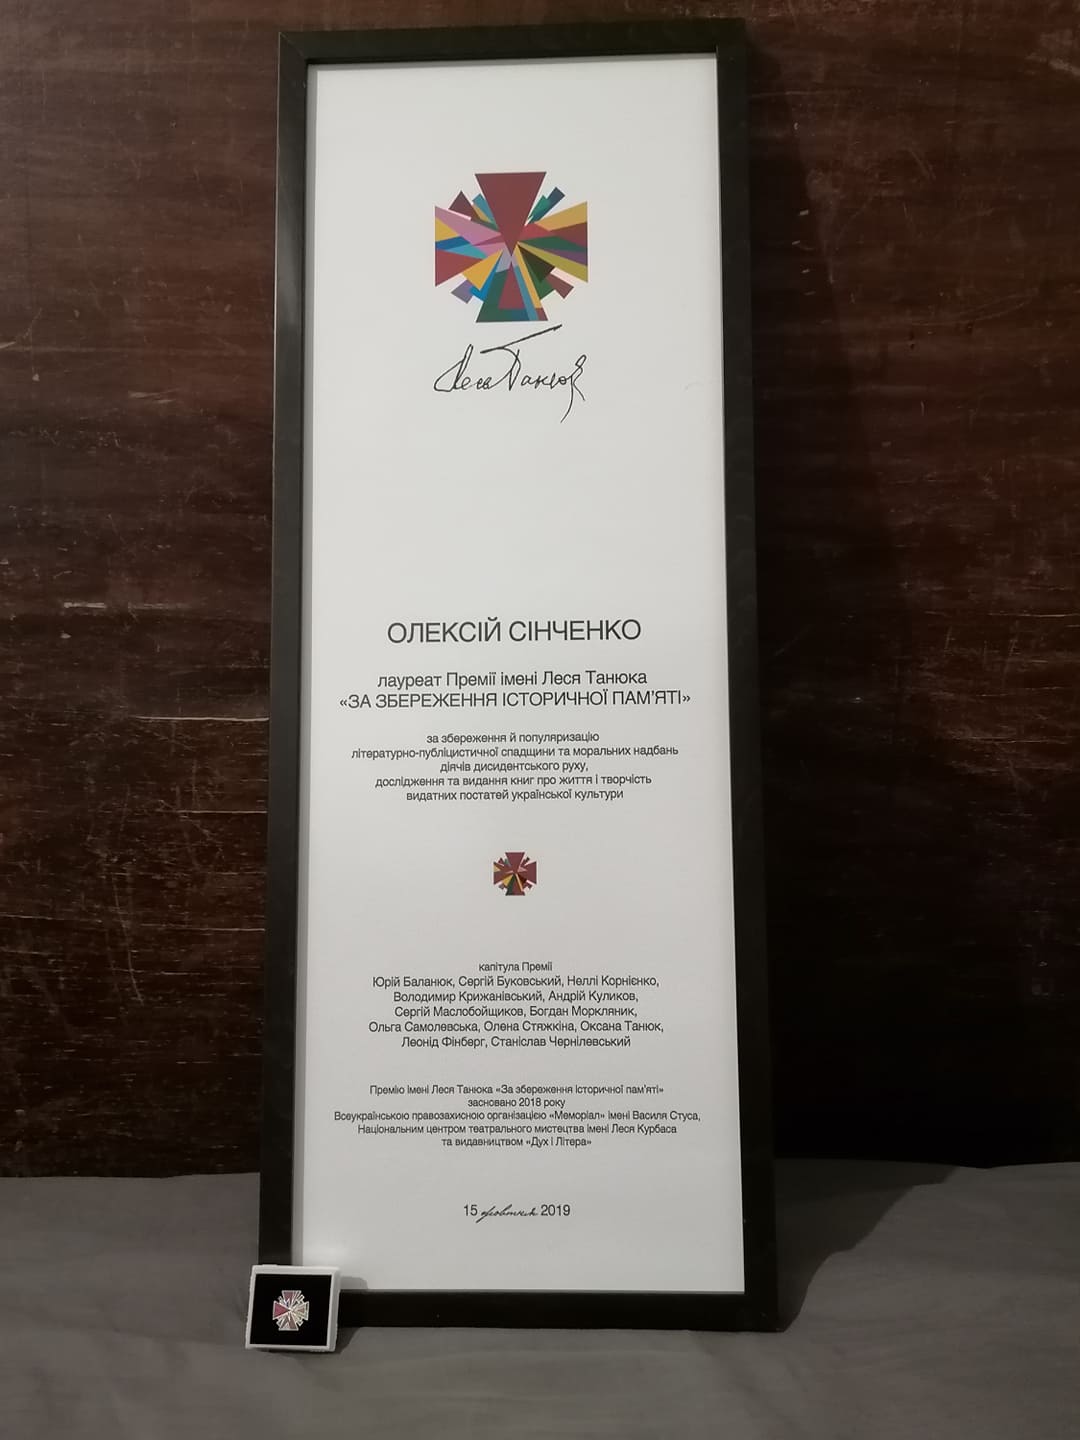 Лесь Танюк
ОЛЕКСІЙ СІНЧЕНКО
лауреат Премії імені Леся Танюка
«ЗА ЗБЕРЕЖЕННЯ ІСТОРИЧНОЇ ПАМ'ЯТІ»
за збереження й популяризацію
літературно-публіцистичної спадщини та моральних надбань
діячів дисидентського руху,
дослідження та видання книг про життя і творчість
видатних постатей української культури
капітула Премії
Юрій Баланюк, Сергій Буковський, Неллі Корнієнко,
Володимир Крижанівський, Андрій Куликов,
Сергій Маслобойщиков, Богдан Моркляник,
Ольга Самолевська, Олена Стяжкіна, Оксана Танюк,
Леонід Фінберг, Станіслав Чернілевський
Премію імені Леся Танюка «За збереження історичної пам'яті»
засновано 2018 року
Всеукраїнською правозахисною організацією «Меморіал» імені Василя Стуса,
Національним центром театрального мистецтва імені Леся Курбаса
та видавництвом «Дух і Літера»
15 жовтня 2019